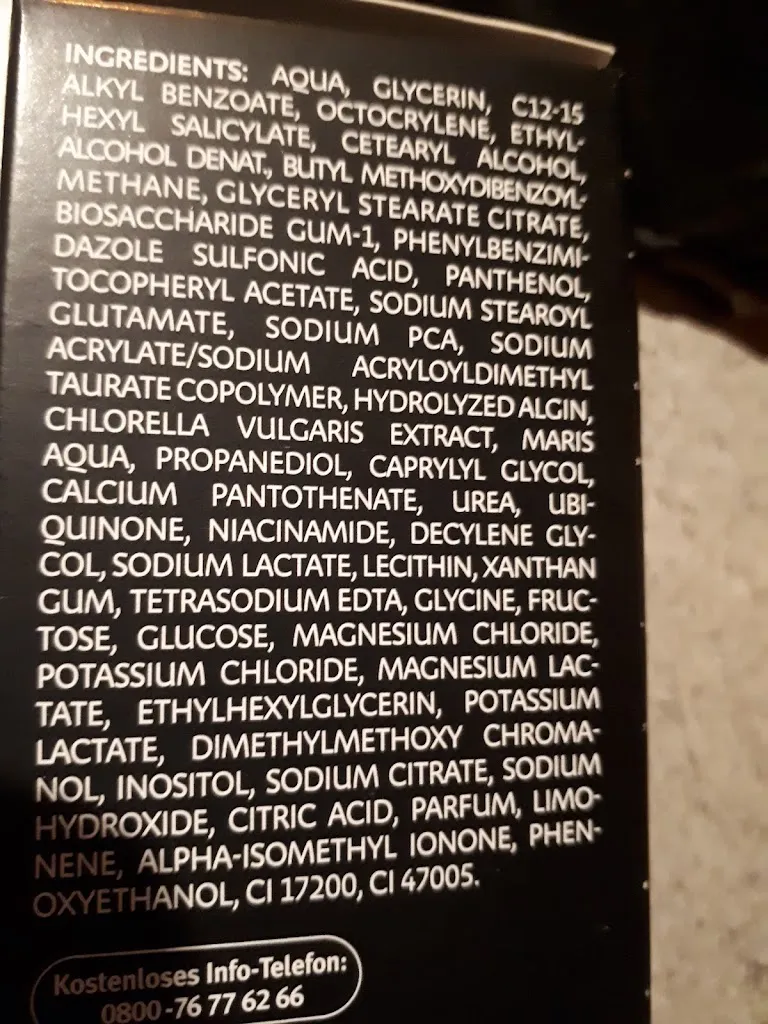 INGREDIENTS: AQUA, GLYCERIN, C12-15
ALKYL BENZOATE, OCTOCRYLENE, ETHYL-
HEXYL SALICYLATE, CETEARYL ALCOHOL,
ALCOHOL DENAT., BUTYL METHOXYDIBENZOYL-
METHANE, GLYCERYL STEARATE CITRATE,
BIOSACCHARIDE GUM-1, PHENYLBENZIMI-
DAZOLE SULFONIC ACID, PANTHENOL,
TOCOPHERYL ACETATE, SODIUM STEAROYL
GLUTAMATE, SODIUM PCA, SODIUM
ACRYLATE/SODIUM ACRYLOYLDIMETHYL
TAURATE COPOLYMER, HYDROLYZED ALGIN,
CHLORELLA VULGARIS EXTRACT, MARIS
AQUA, PROPANEDIOL, CAPRYLYL GLYCOL,
CALCIUM PANTOTHENATE, UREA, UBI-
QUINONE, NIACINAMIDE, DECYLENE GLY-
COL, SODIUM LACTATE, LECITHIN, XANTHAN
GUM, TETRASODIUM EDTA, GLYCINE, FRUC-
TOSE, GLUCOSE, MAGNESIUM CHLORIDE,
POTASSIUM CHLORIDE, MAGNESIUM LAC-
TATE, ETHYLHEXYLGLYCERIN, POTASSIUM
LACTATE, DIMETHYLMETHOXY CHROMA-
NOL, INOSITOL, SODIUM CITRATE, SODIUM
HYDROXIDE, CITRIC ACID, PARFUM, LIMO-
NENE, ALPHA-ISOMETHYL IONONE, PHEN-
OXYETHANOL, CI 17200, CI 47005.
Kostenloses Info-Telefon:
0800-76 77 62 66